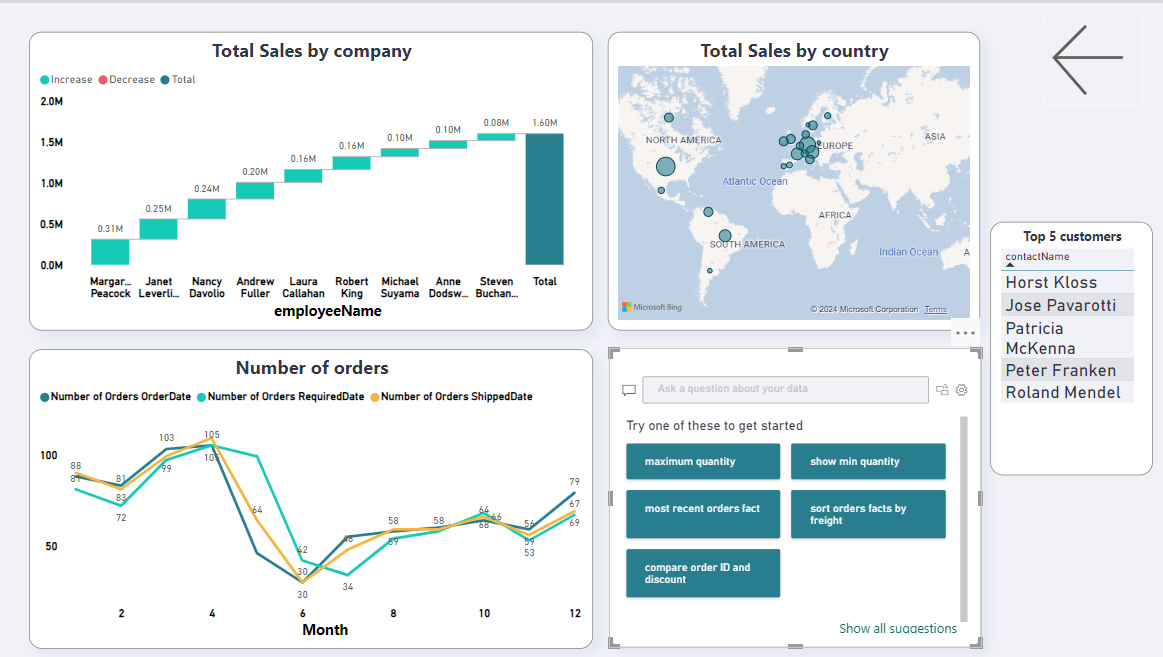 Total Sales by company
Increase Decrease Total
2.0M
1.5M
1.0M
0.5M
0.0M
0.31M
0.25M
0.24M
0.20M
0.16M
0.16M
0.10M
0.10M
0.08M
1.60M
Margar... Janet Nancy Andrew Laura Robert Michael Anne Steven Total
Peacock Leverli... Davolio Fuller Callahan King Suyama Dodsw... Buchan...
employeeName
Total Sales by country
NORTH AMERICA
EUROPE
ASIA
Atlantic Ocean
AFRICA
SOUTH AMERICA
Indian Ocean
A
Microsoft Bing
© 2024 Microsoft Corporation Terms
Top 5 customers
contactName
Horst Kloss
Jose Pavarotti
Patricia
McKenna
Peter Franken
Roland Mendel
Number of orders
Number of Orders OrderDate Number of Orders RequiredDate Number of Orders ShippedDate
100
50
88
81
81
83
72
103
99
105
105
64
42
30
30
48
34
58
59
58
64
66
68
56
59
53
79
67
69
2 4 6 8 10 12
Month
Ask a question about your data
Try one of these to get started
maximum quantity
show min quantity
most recent orders fact
sort orders facts by
freight
compare order ID and
discount
Show all suggestions